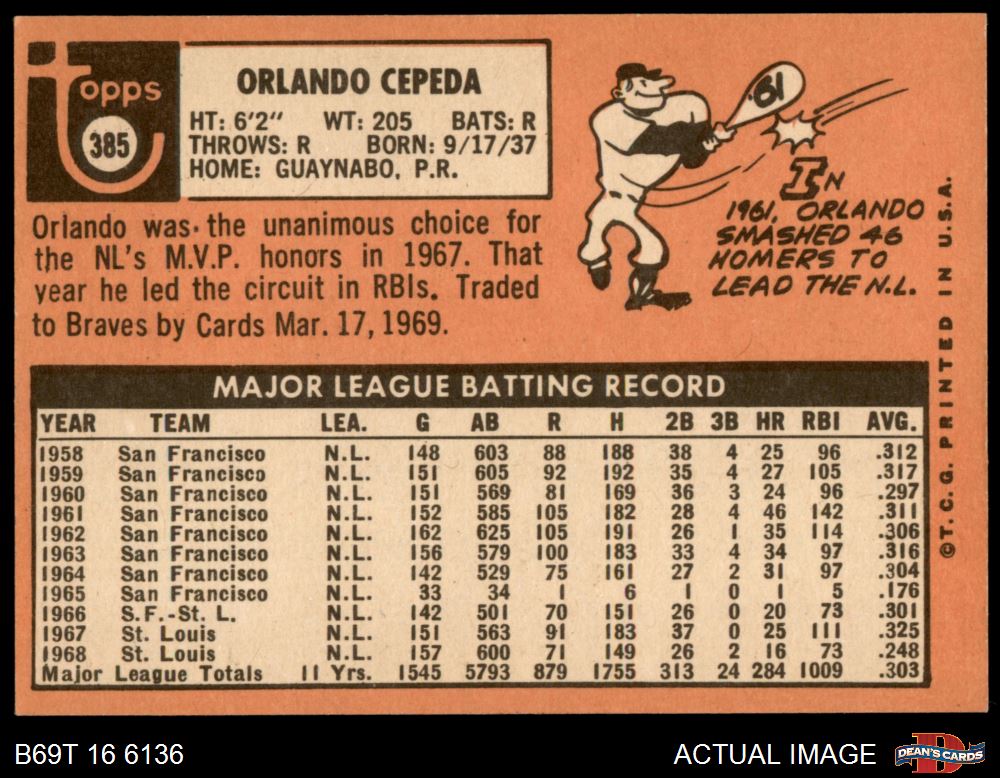 Topps
385
ORLANDO CEPEDA
HT: 6'2" WT: 205 BATS: R
THROWS: R BORN: 9/17/37
HOME: GUAYNABO, P.R.
Orlando was the unanimous choice for
the NL's M.V.P. honors in 1967. That
year he led the circuit in RBIs. Traded
to Braves by Cards Mar. 17, 1969.
61
IN
1961, ORLANDO
SMASHED 46
HOMERS TO
LEAD THE N.L.
©T. C. G. PRINTED IN U.S.A.
MAJOR LEAGUE BATTING RECORD
YEAR TEAM LEA. G AB R H 2B 3B HR RBI AVG.
1958 San Francisco N.L. 148 603 88 188 38 4 25 96 .312
1959 San Francisco N.L. 151 605 92 192 35 4 27 105 .317
1960 San Francisco N.L. 151 569 81 169 36 3 24 96 .297
1961 San Francisco N.L. 152 585 105 182 28 4 46 142 .311
1962 San Francisco N.L. 162 625 105 191 26 1 35 114 .306
1963 San Francisco N.L. 156 579 100 183 33 4 34 97 .316
1964 San Francisco N.L. 142 529 75 161 27 2 31 97 .304
1965 San Francisco N.L. 33 34 1 6 1 0 1 5 .176
1966 S.F.-St. L. N.L. 142 501 70 151 26 0 20 73 .301
1967 St. Louis N.L. 151 563 91 183 37 0 25 111 .325
1968 St. Louis N.L. 157 600 71 149 26 2 16 73 .248
Major League Totals 11 Yrs. 1545 5793 879 1755 313 24 284 1009 .303
B69T 16 6136
ACTUAL IMAGE
DEAN'S CARDS